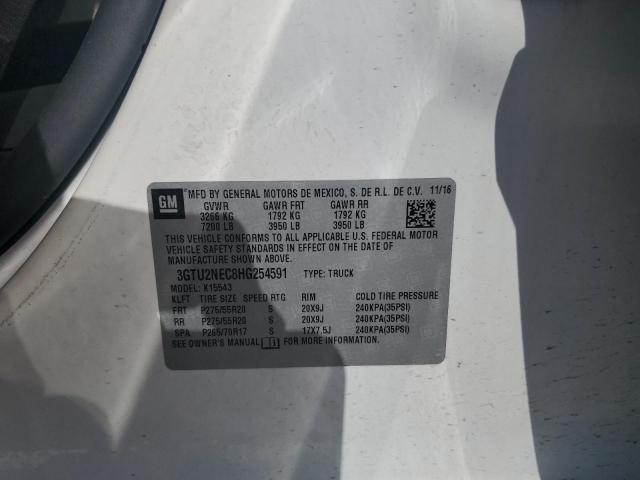 GM
MFD BY GENERAL MOTORS DE MEXICO, S. DE R.L. DE C.V. 11/16
GVWR GAWR FRT GAWR RR
3266 KG 1792 KG 1792 KG
7200 LB 3950 LB 3950 LB
THIS VEHICLE CONFORMS TO ALL APPLICABLE U.S. FEDERAL MOTOR
VEHICLE SAFETY STANDARDS IN EFFECT ON THE DATE OF
MANUFACTURE SHOWN ABOVE.
3GTU2NEC8HG254591 TYPE: TRUCK
MODEL: K15543
KLFT TIRE SIZE SPEED RTG RIM COLD TIRE PRESSURE
FRT P275/55R20 S 20X9J 240KPA(35PSI)
RR P275/55R20 S 20X9J 240KPA(35PSI)
SPA P265/70R17 S 17X7.5J 240KPA(35PSI)
SEE OWNER'S MANUAL FOR MORE INFORMATION